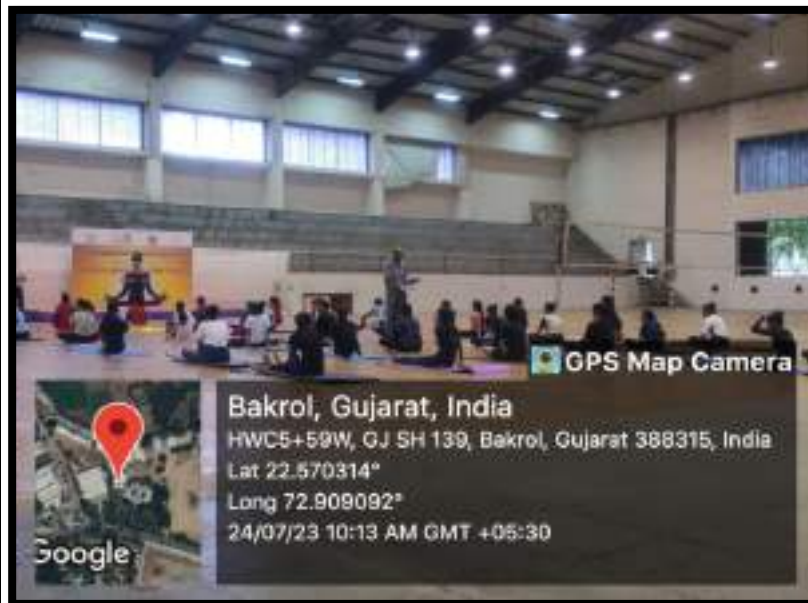 GPS Map Camera
Bakrol, Gujarat, India
HWC5+59W, GJ SH 139, Bakrol, Gujarat 388315, India
Lat 22.570314°
Long 72.909092°
24/07/23 10:13 AM GMT +05:30
Google